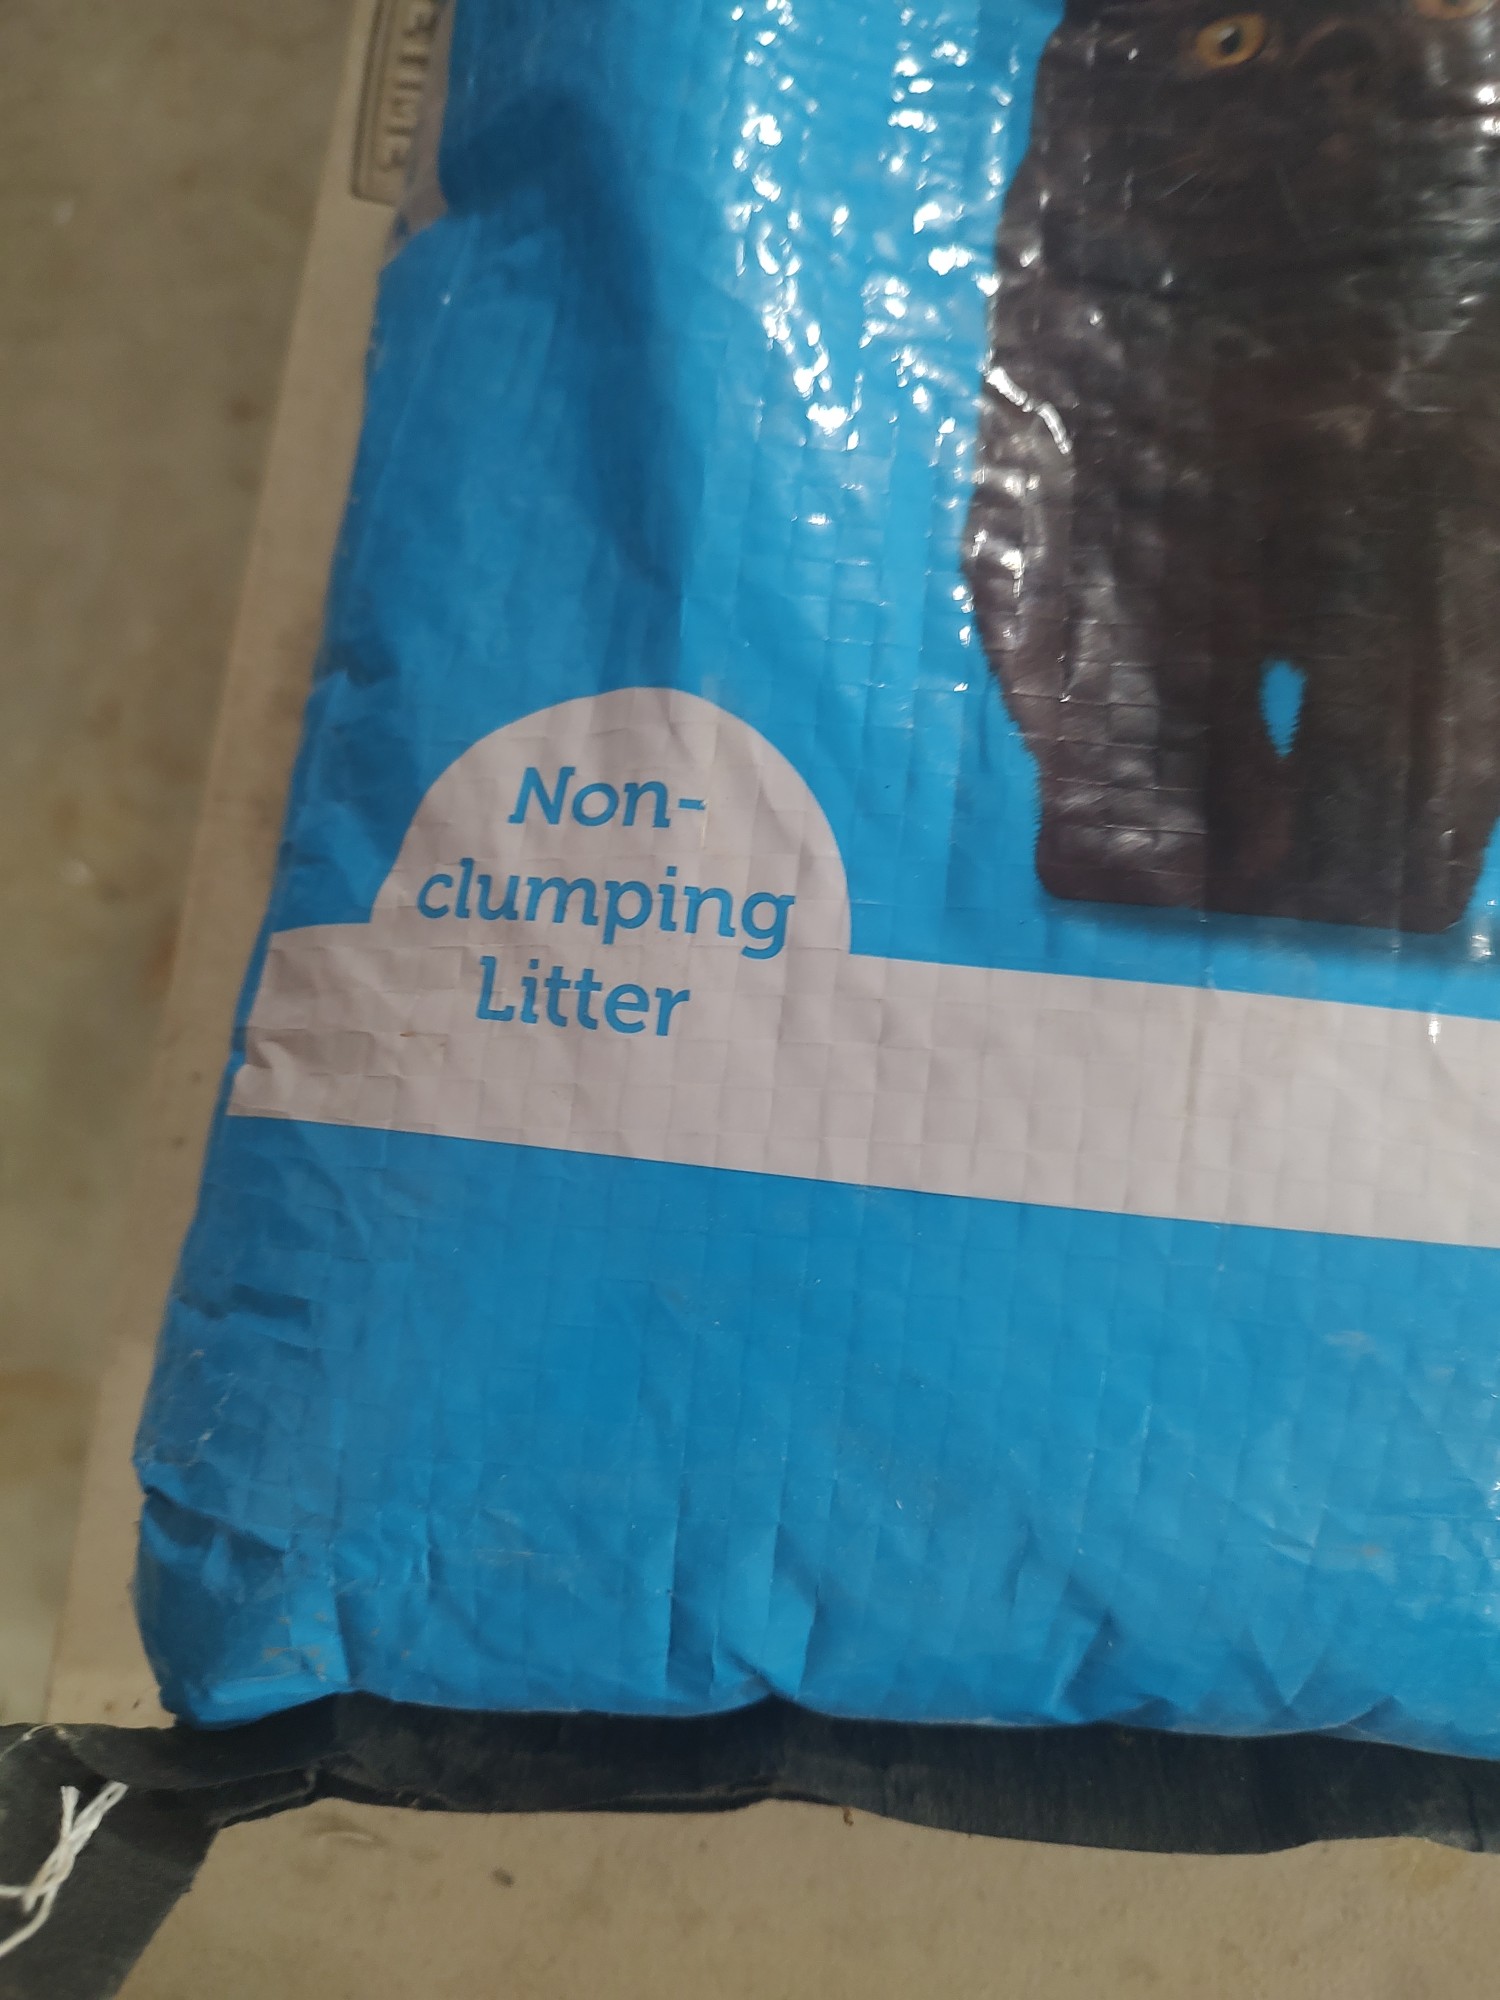 Non-
clumping
Litter